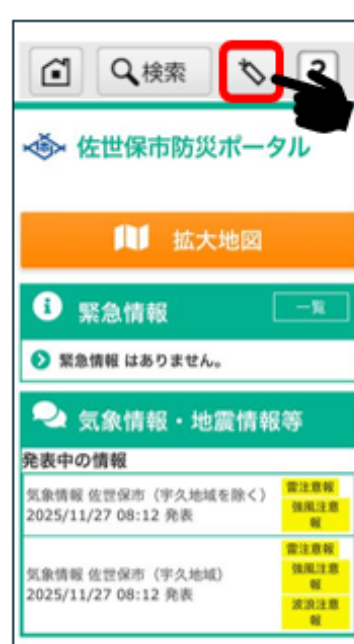 検索
?
佐世保市防災ポータル
拡大地図
緊急情報
一覧
緊急情報 はありません。
気象情報・地震情報等
発表中の情報
気象情報 佐世保市（宇久地域を除く）
2025/11/27 08:12 発表
雷注意報
強風注意
報
気象情報 佐世保市（宇久地域）
2025/11/27 08:12 発表
雷注意報
強風注意
報
波浪注意
報